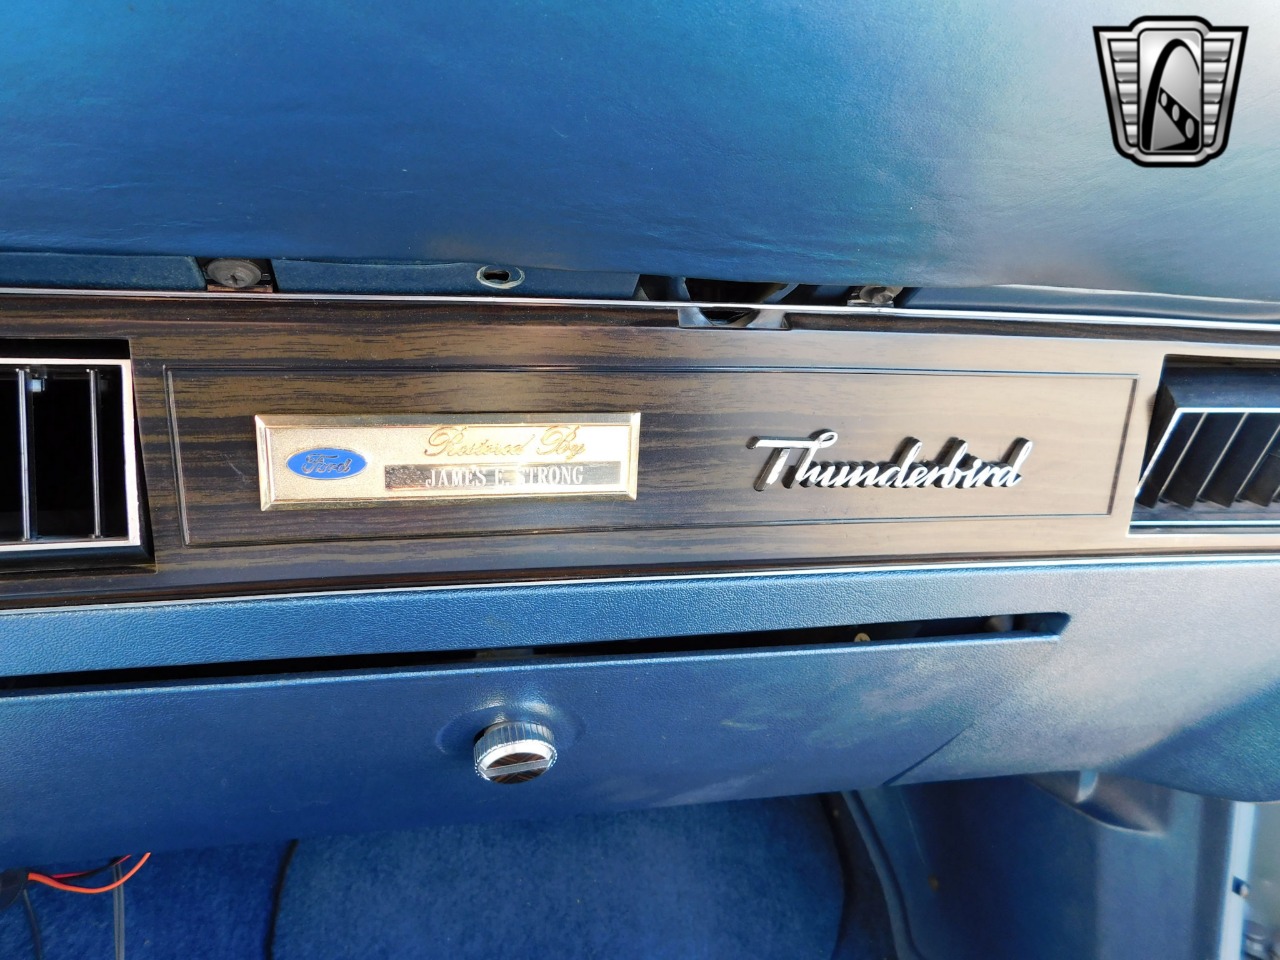 Ford
Restored By
JAMES E. STRONG
Thunderbird